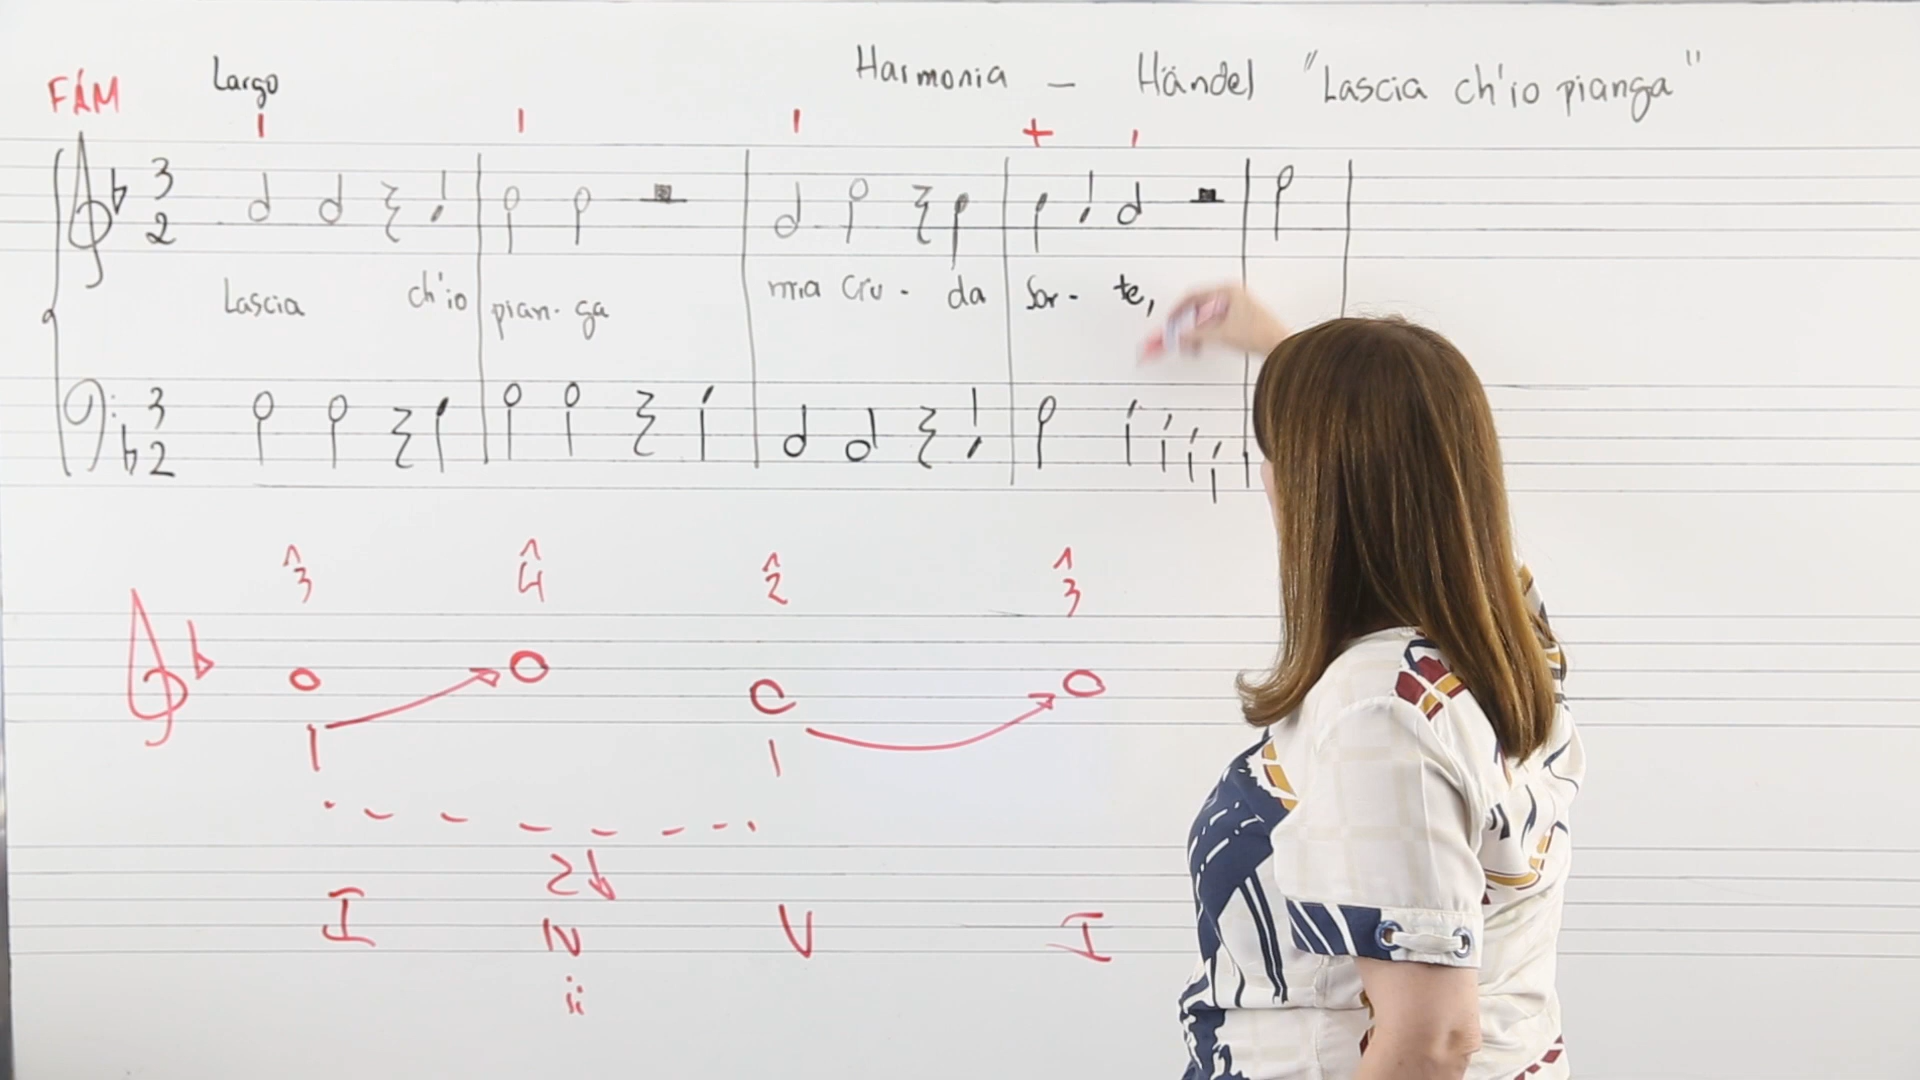 Largo Harmonia - Händel "Lascia ch'io pianga"
FÁM
3 2
Lascia ch'io pian-ga mia cru-da Sor-te,
3 2
3 4 2 3
2↓
I IV V I
ii